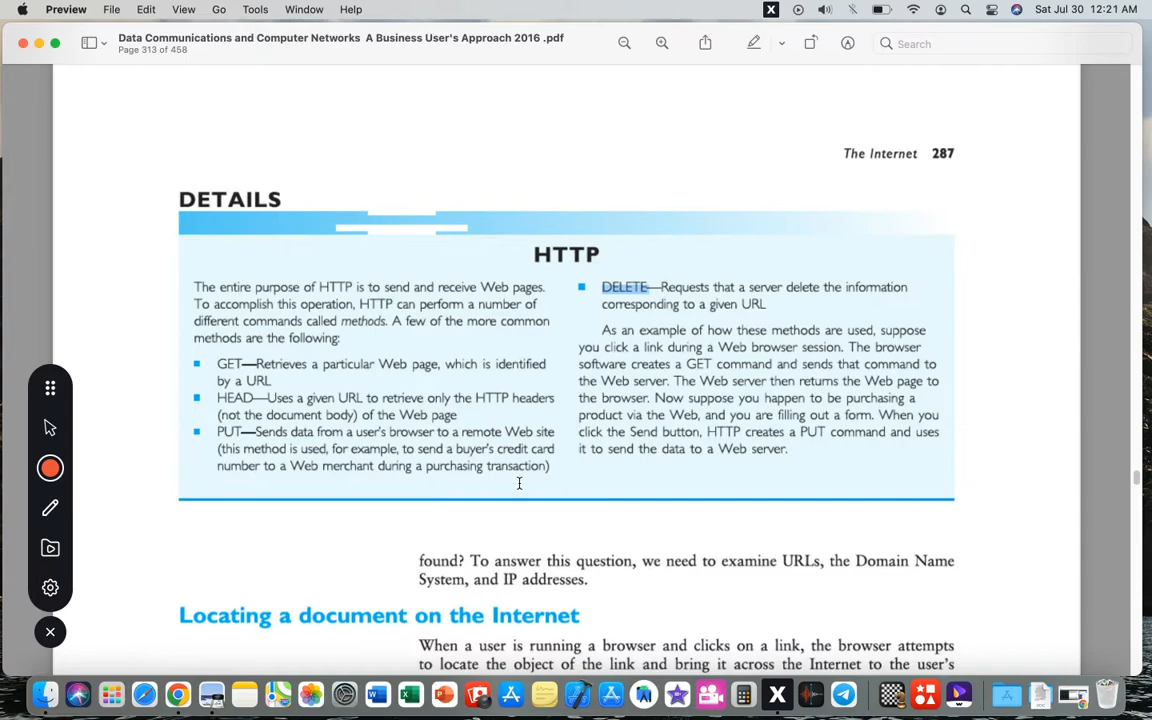 Preview File Edit View Go Tools Window Help X Sat Jul 30 12:21 AM
Data Communications and Computer Networks A Business User's Approach 2016 .pdf
Page 313 of 458
Search
The Internet 287
DETAILS
HTTP
The entire purpose of HTTP is to send and receive Web pages.
To accomplish this operation, HTTP can perform a number of
different commands called methods. A few of the more common
methods are the following:
GET—Retrieves a particular Web page, which is identified
by a URL
HEAD—Uses a given URL to retrieve only the HTTP headers
(not the document body) of the Web page
PUT—Sends data from a user's browser to a remote Web site
(this method is used, for example, to send a buyer's credit card
number to a Web merchant during a purchasing transaction)
DELETE—Requests that a server delete the information
corresponding to a given URL
As an example of how these methods are used, suppose
you click a link during a Web browser session. The browser
software creates a GET command and sends that command to
the Web server. The Web server then returns the Web page to
the browser. Now suppose you happen to be purchasing a
product via the Web, and you are filling out a form. When you
click the Send button, HTTP creates a PUT command and uses
it to send the data to a Web server.
found? To answer this question, we need to examine URLs, the Domain Name
System, and IP addresses.
Locating a document on the Internet
When a user is running a browser and clicks on a link, the browser attempts
to locate the object of the link and bring it across the Internet to the user's